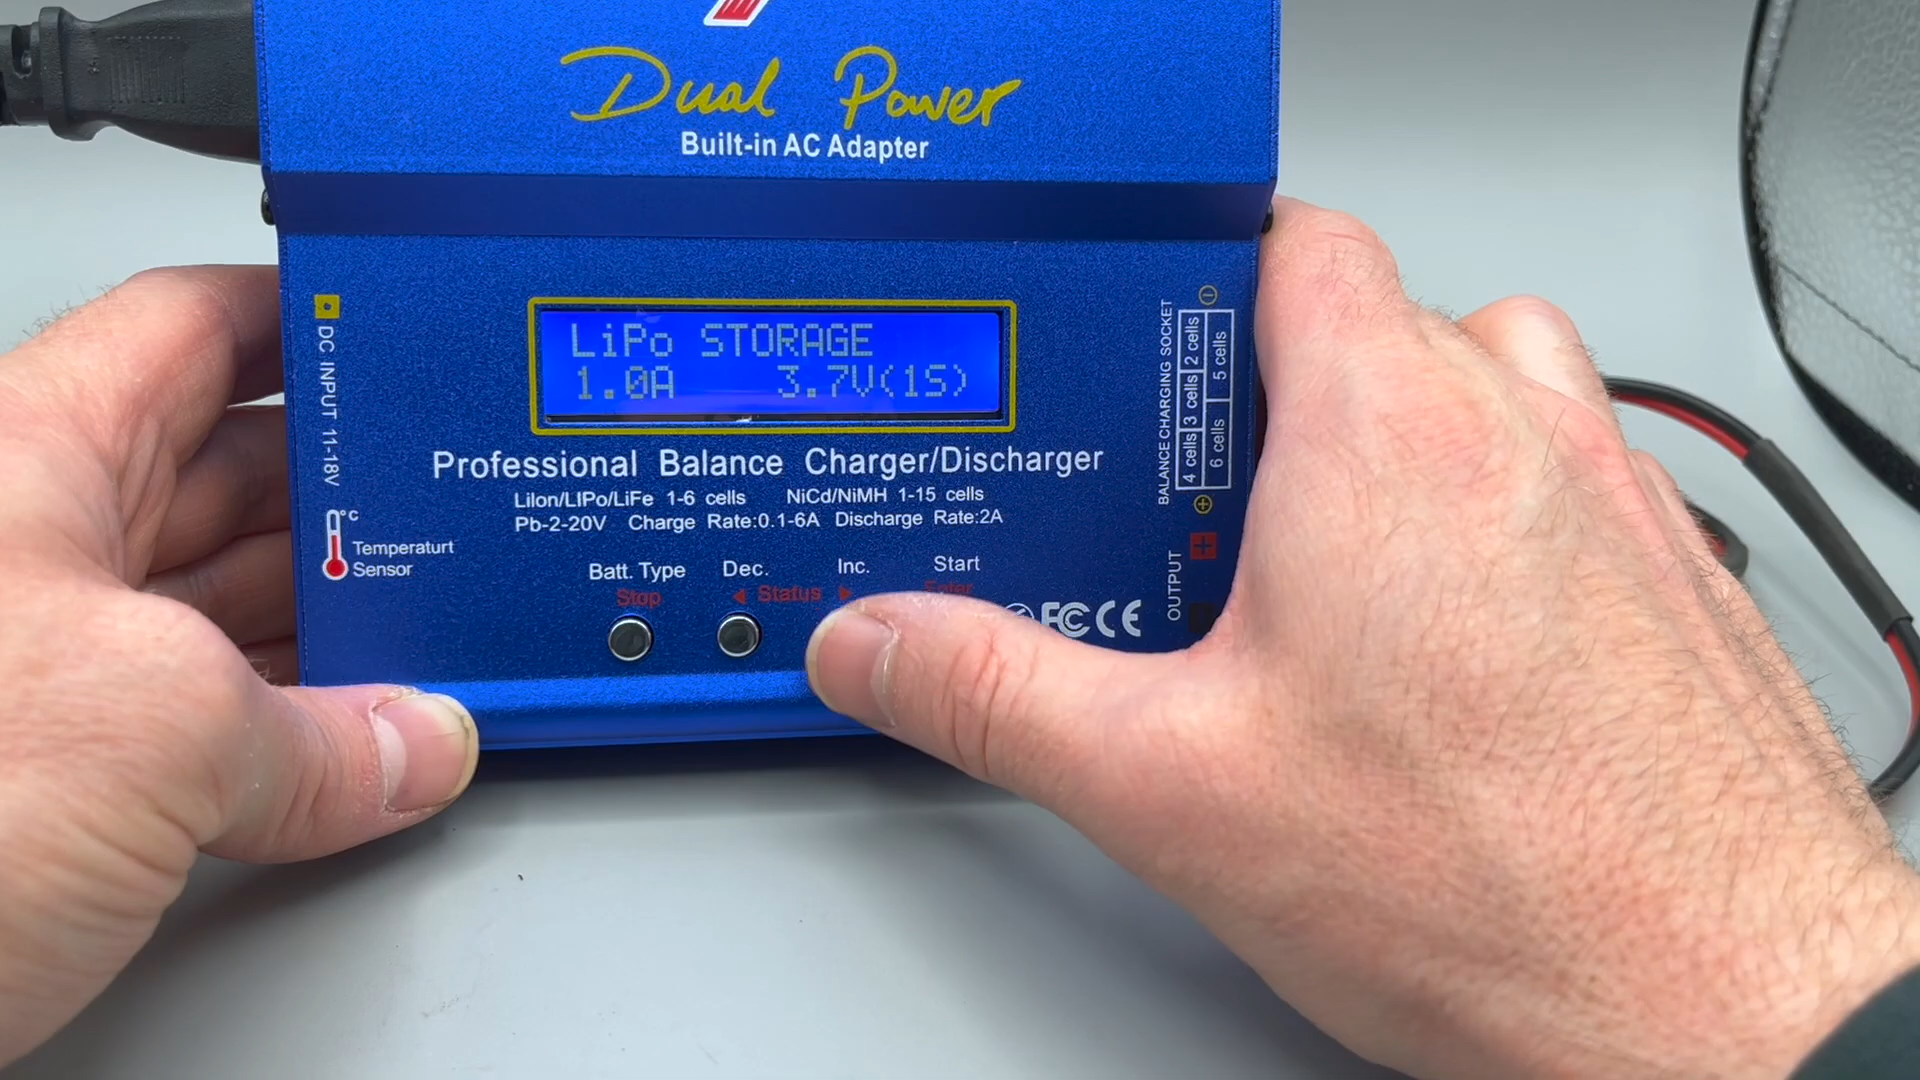 Dual Power
Built-in AC Adapter
DC INPUT 11-18V
LiPo STORAGE
1.0A 3.7V(1S)
Professional Balance Charger/Discharger
LiIon/LIPo/LiFe 1-6 cells NiCd/NiMH 1-15 cells
Pb-2-20V Charge Rate:0.1-6A Discharge Rate:2A
°C
Temperaturt
Sensor
Batt. Type Dec. Inc. Start
Stop Status Enter
FC CE
BALANCE CHARGING SOCKET
4 cells 3 cells 2 cells
6 cells 5 cells
OUTPUT